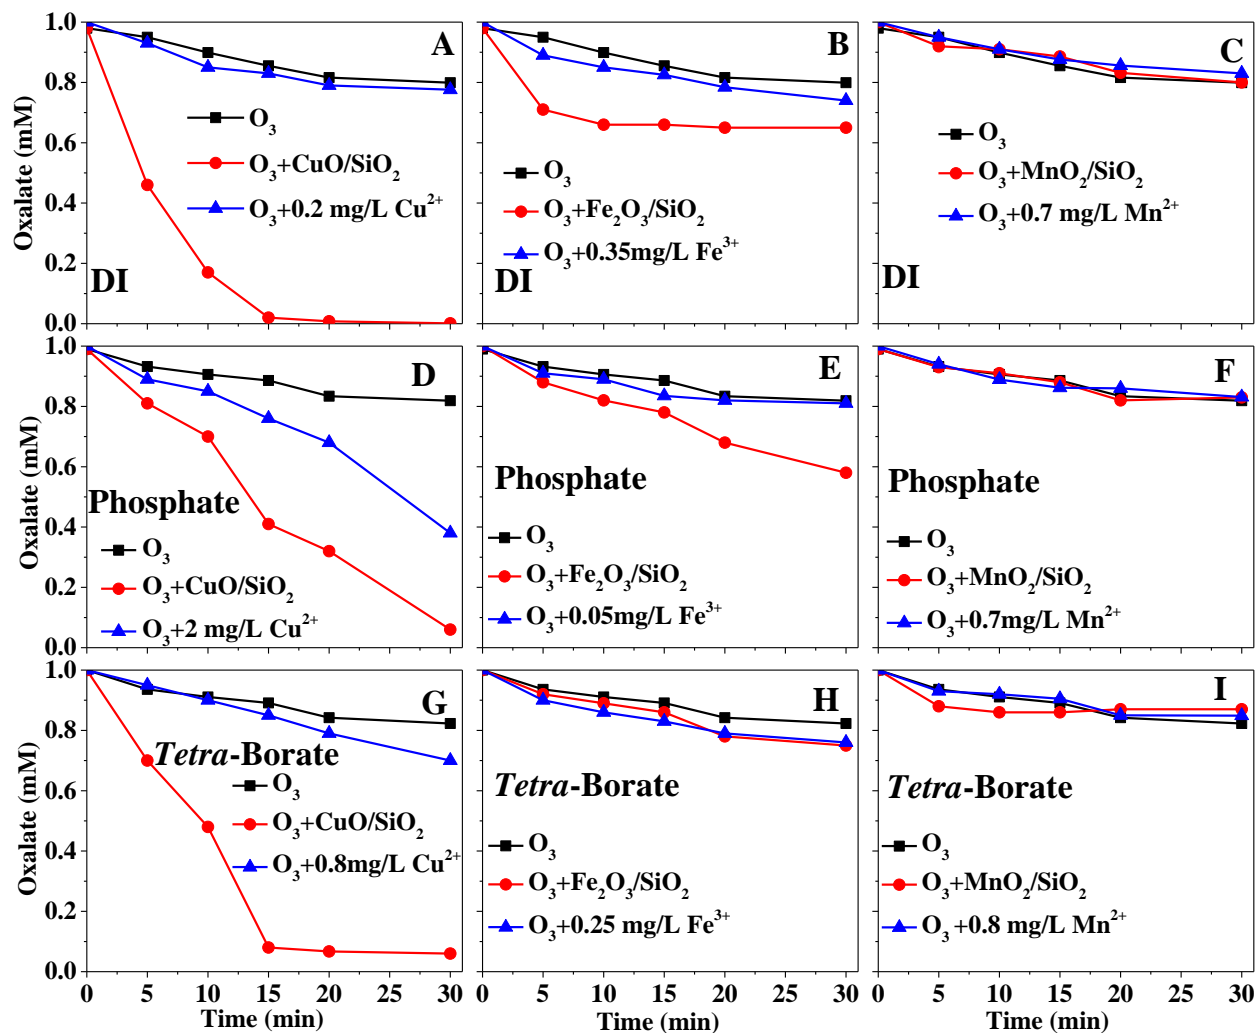 A
O₃
O₃+CuO/SiO₂
O₃+0.2 mg/L Cu²⁺
DI
Oxalate (mM)
1.0
0.8
0.6
0.4
0.2
0.0
B
O₃
O₃+Fe₂O₃/SiO₂
O₃+0.35mg/L Fe³⁺
DI
C
O₃
O₃+MnO₂/SiO₂
O₃+0.7 mg/L Mn²⁺
DI
D
Phosphate
O₃
O₃+CuO/SiO₂
O₃+2 mg/L Cu²⁺
Oxalate (mM)
1.0
0.8
0.6
0.4
0.2
0.0
E
Phosphate
O₃
O₃+Fe₂O₃/SiO₂
O₃+0.05mg/L Fe³⁺
F
Phosphate
O₃
O₃+MnO₂/SiO₂
O₃+0.7mg/L Mn²⁺
G
Tetra-Borate
O₃
O₃+CuO/SiO₂
O₃+0.8mg/L Cu²⁺
Oxalate (mM)
1.0
0.8
0.6
0.4
0.2
0.0
0 5 10 15 20 25 30
Time (min)
H
Tetra-Borate
O₃
O₃+Fe₂O₃/SiO₂
O₃+0.25 mg/L Fe³⁺
0 5 10 15 20 25 30
Time (min)
I
Tetra-Borate
O₃
O₃+MnO₂/SiO₂
O₃+0.8 mg/L Mn²⁺
0 5 10 15 20 25 30
Time (min)